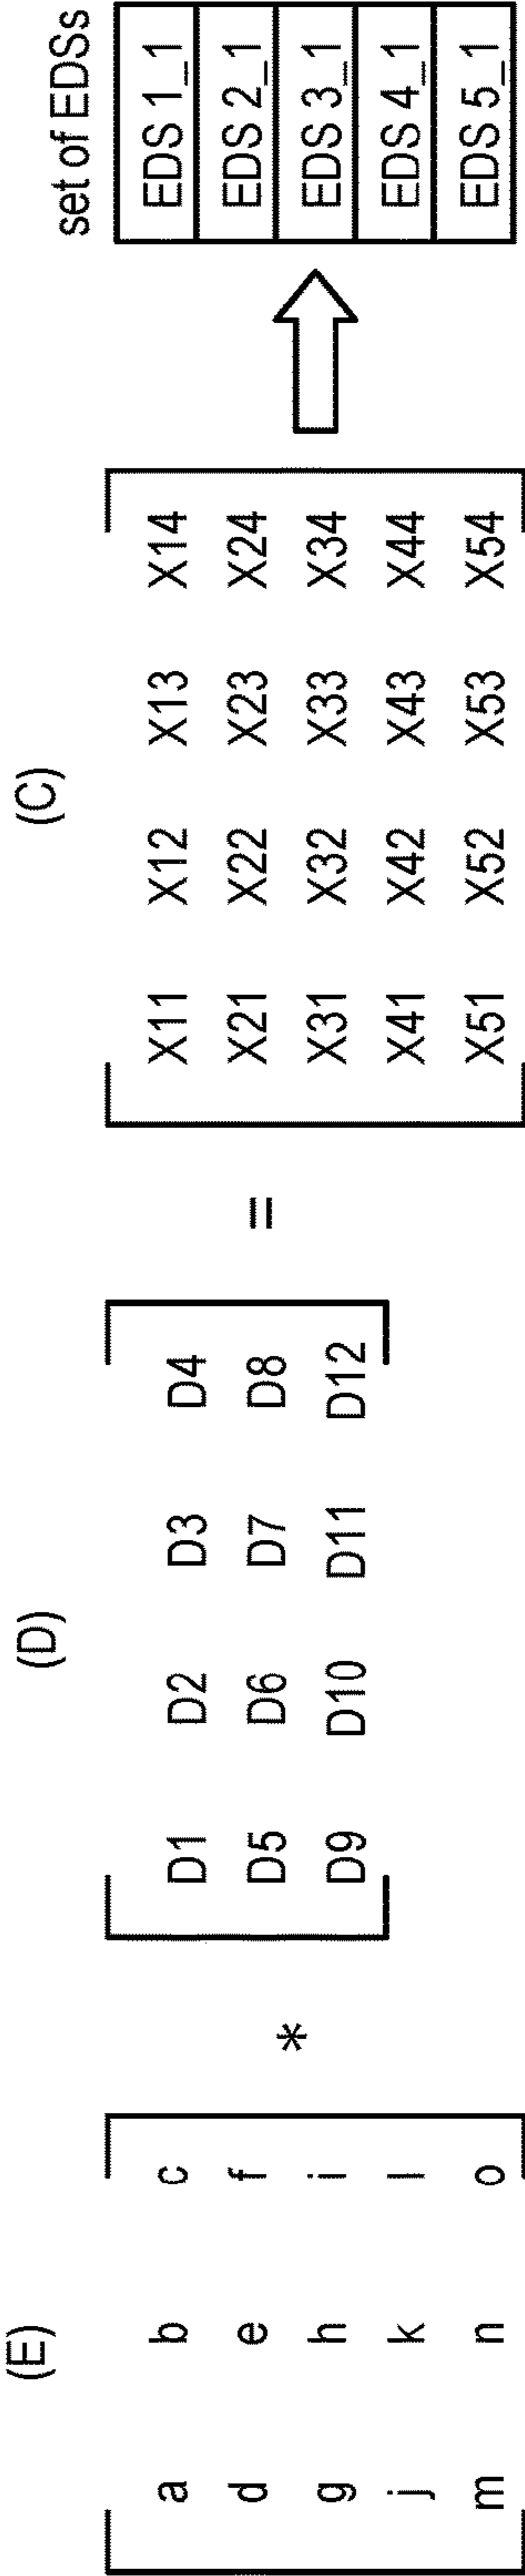 (E) (D) (C) set of EDSs
a b c D1 D2 D3 D4 X11 X12 X13 X14 EDS 1_1
d e f D5 D6 D7 D8 X21 X22 X23 X24 EDS 2_1
g h i * D9 D10 D11 D12 = X31 X32 X33 X34 EDS 3_1
j k l X41 X42 X43 X44 EDS 4_1
m n o X51 X52 X53 X54 EDS 5_1